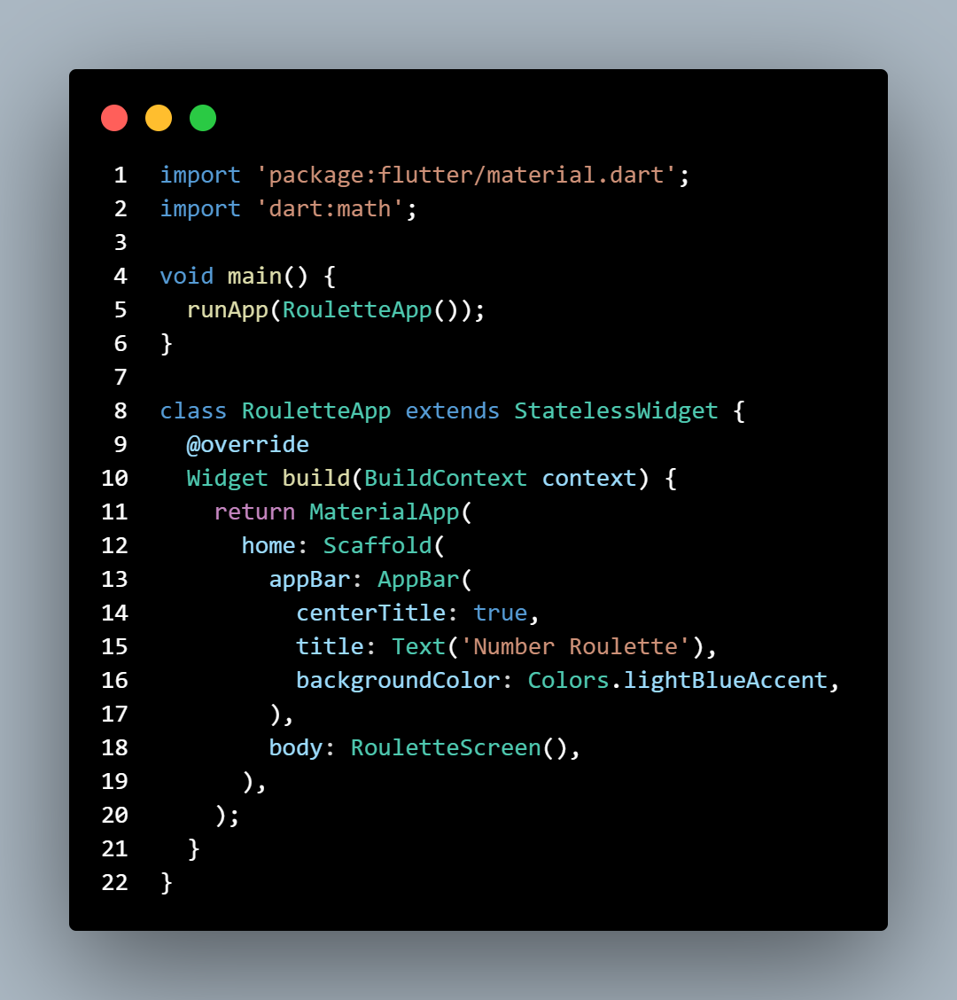 1 import 'package:flutter/material.dart';
2 import 'dart:math';
3
4 void main() {
5   runApp(RouletteApp());
6 }
7
8 class RouletteApp extends StatelessWidget {
9   @override
10   Widget build(BuildContext context) {
11     return MaterialApp(
12       home: Scaffold(
13         appBar: AppBar(
14           centerTitle: true,
15           title: Text('Number Roulette'),
16           backgroundColor: Colors.lightBlueAccent,
17         ),
18         body: RouletteScreen(),
19       ),
20     );
21   }
22 }